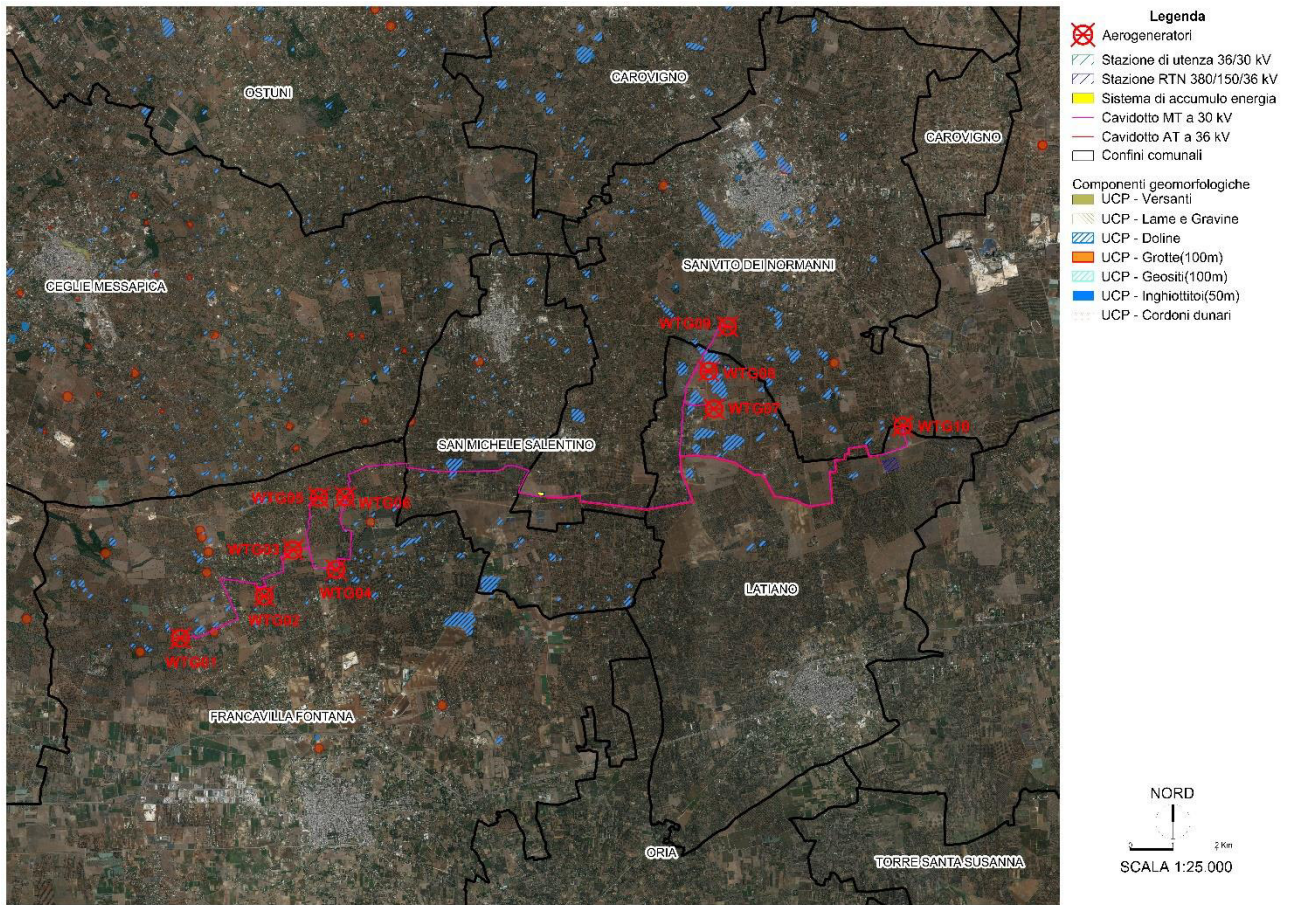 Legenda
Aerogeneratori
Stazione di utenza 36/30 kV
Stazione RTN 380/150/36 kV
Sistema di accumulo energia
Cavidotto MT a 30 kV
Cavidotto AT a 36 kV
Confini comunali
Componenti geomorfologiche
UCP - Versanti
UCP - Lame e Gravine
UCP - Doline
UCP - Grotte(100m)
UCP - Geositi(100m)
UCP - Inghiottitoi(50m)
UCP - Cordoni dunari
OSTUNI
CAROVIGNO
CAROVIGNO
CEGLIE MESSAPICA
SAN VITO DEI NORMANNI
WTG09
WTG08
WTG07
WTG10
SAN MICHELE SALENTINO
WTG05
WTG06
WTG03
WTG04
WTG02
WTG01
LATIANO
FRANCAVILLA FONTANA
ORIA
TORRE SANTA SUSANNA
NORD
0 1 2 Km
SCALA 1:25.000